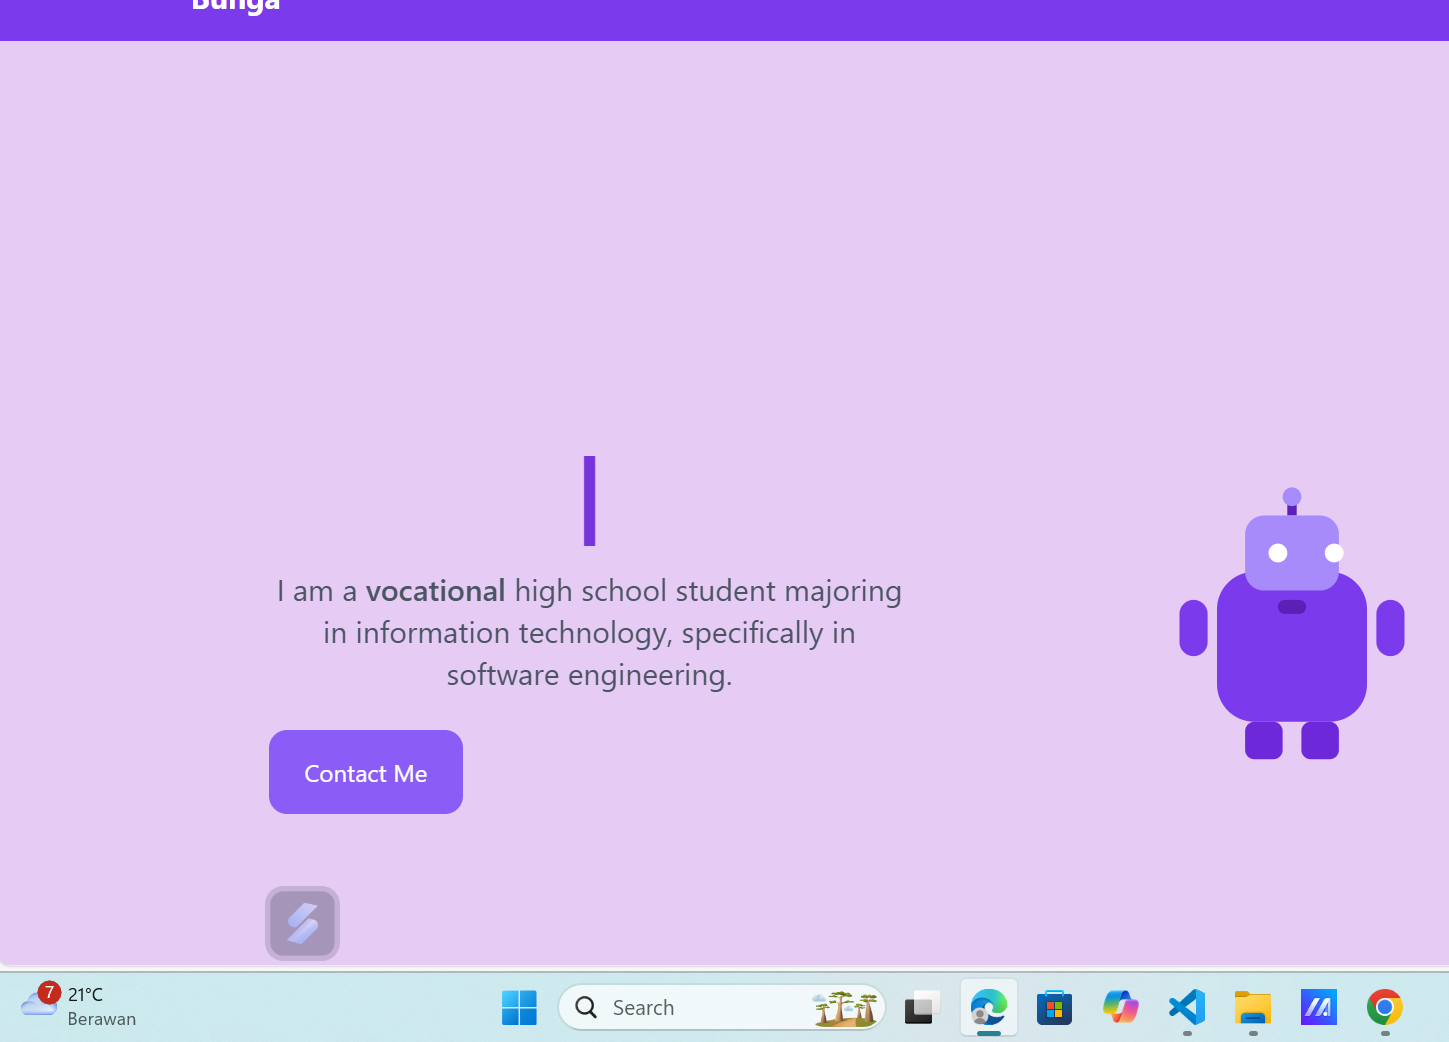 Bunga
I am a vocational high school student majoring
in information technology, specifically in
software engineering.
Contact Me
7
21°C
Berawan
Search